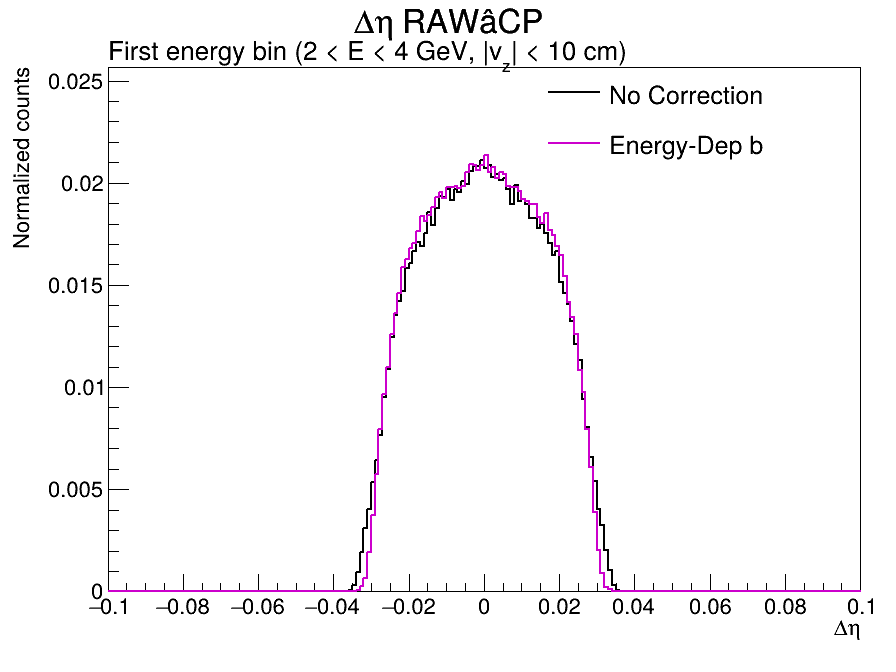 Δη RAWâCP
First energy bin (2 < E < 4 GeV, |v_z| < 10 cm)
Normalized counts
No Correction
Energy-Dep b
0.025
0.02
0.015
0.01
0.005
0
−0.1 −0.08 −0.06 −0.04 −0.02 0 0.02 0.04 0.06 0.08 0.1
Δη